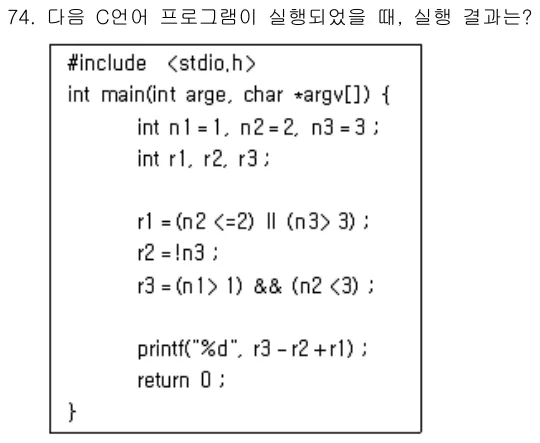 74. 다음 C언어 프로그램이 실행되었을 때, 실행 결과는?
#include <stdio.h>
int main(int arge, char *argv[]) {
int n1=1, n2=2, n3=3;
int r1, r2, r3;
r1=(n2 <=2) || (n3> 3);
r2=!n3;
r3=(n1> 1) && (n2 <3);
printf("%d", r3-r2+r1);
return 0;
}